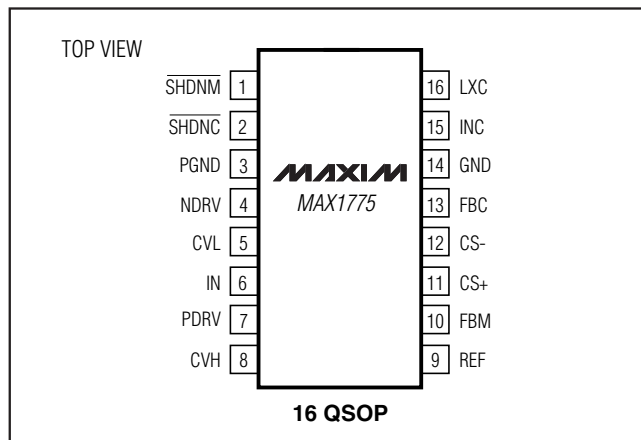 TOP VIEW
SHDNM 1
SHDNC 2
PGND 3
NDRV 4
CVL 5
IN 6
PDRV 7
CVH 8
MAXIM
MAX1775
16 LXC
15 INC
14 GND
13 FBC
12 CS-
11 CS+
10 FBM
9 REF
16 QSOP